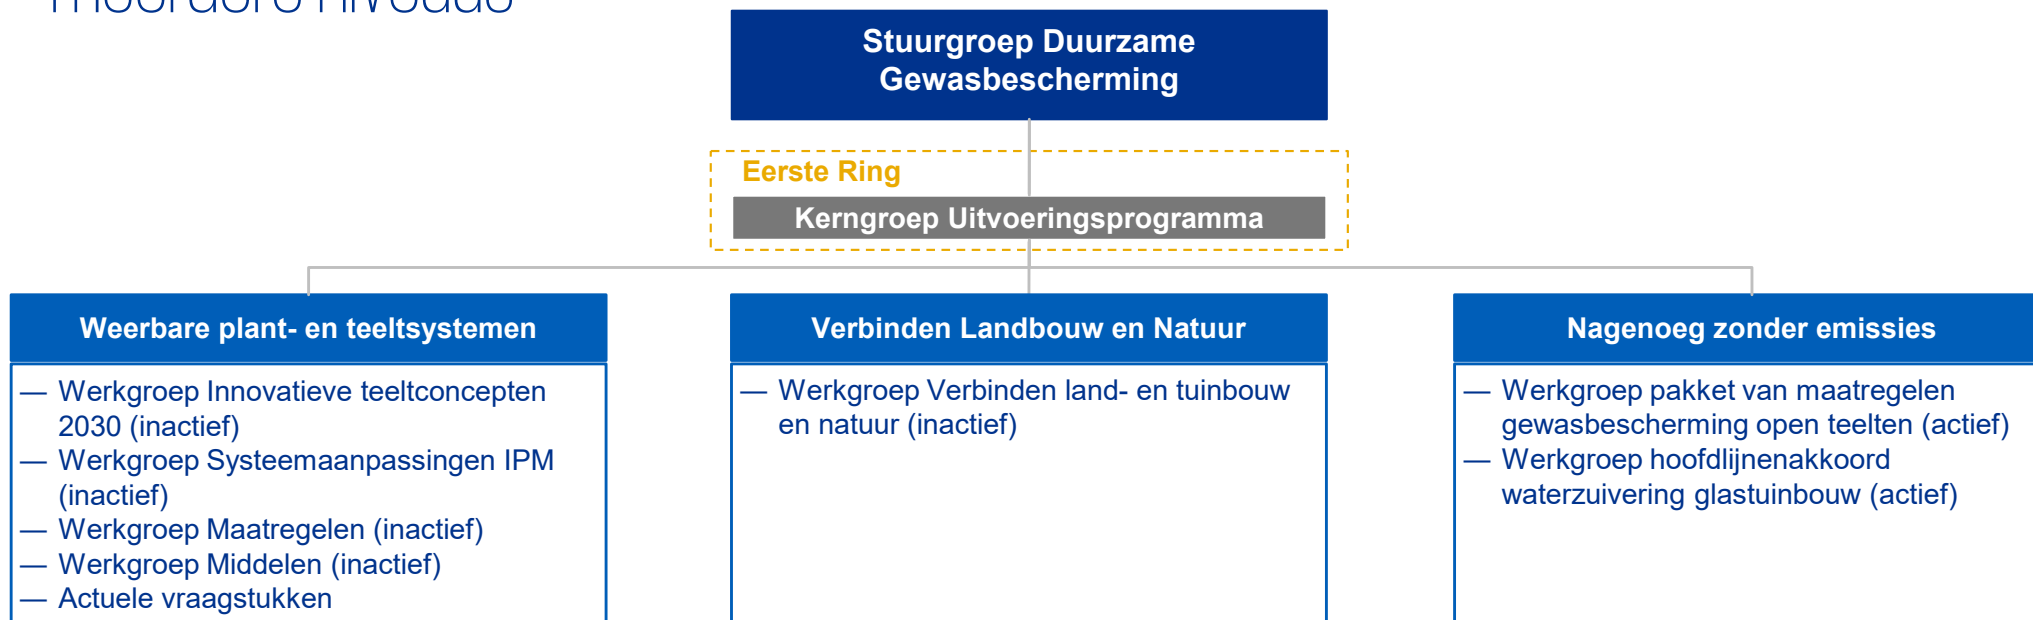 meerdere niveaus
Stuurgroep Duurzame
Gewasbescherming
Eerste Ring
Kerngroep Uitvoeringsprogramma
Weerbare plant- en teeltsystemen
— Werkgroep Innovatieve teeltconcepten
2030 (inactief)
— Werkgroep Systeemaanpassingen IPM
(inactief)
— Werkgroep Maatregelen (inactief)
— Werkgroep Middelen (inactief)
— Actuele vraagstukken
Verbinden Landbouw en Natuur
— Werkgroep Verbinden land- en tuinbouw
en natuur (inactief)
Nagenoeg zonder emissies
— Werkgroep pakket van maatregelen
gewasbescherming open teelten (actief)
— Werkgroep hoofdlijnenakkoord
waterzuivering glastuinbouw (actief)